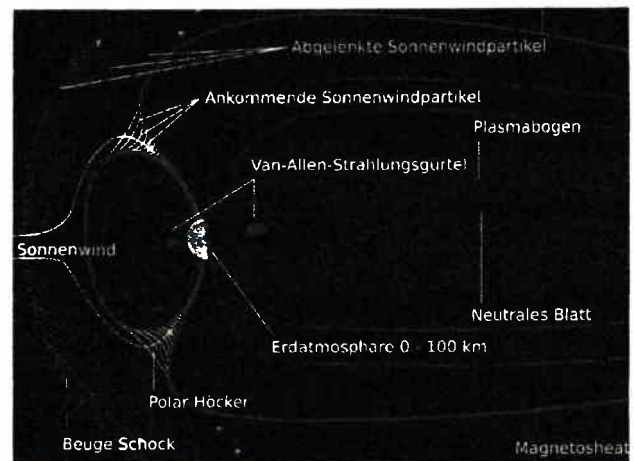 Abgelenkte Sonnenwindpartikel
Ankommende Sonnenwindpartikel
Plasmabogen
Van-Allen-Strahlungsgurtel
Sonnenwind
Neutrales Blatt
Erdatmosphare 0 - 100 km
Polar Höcker
Beuge Schock
Magnetosheat